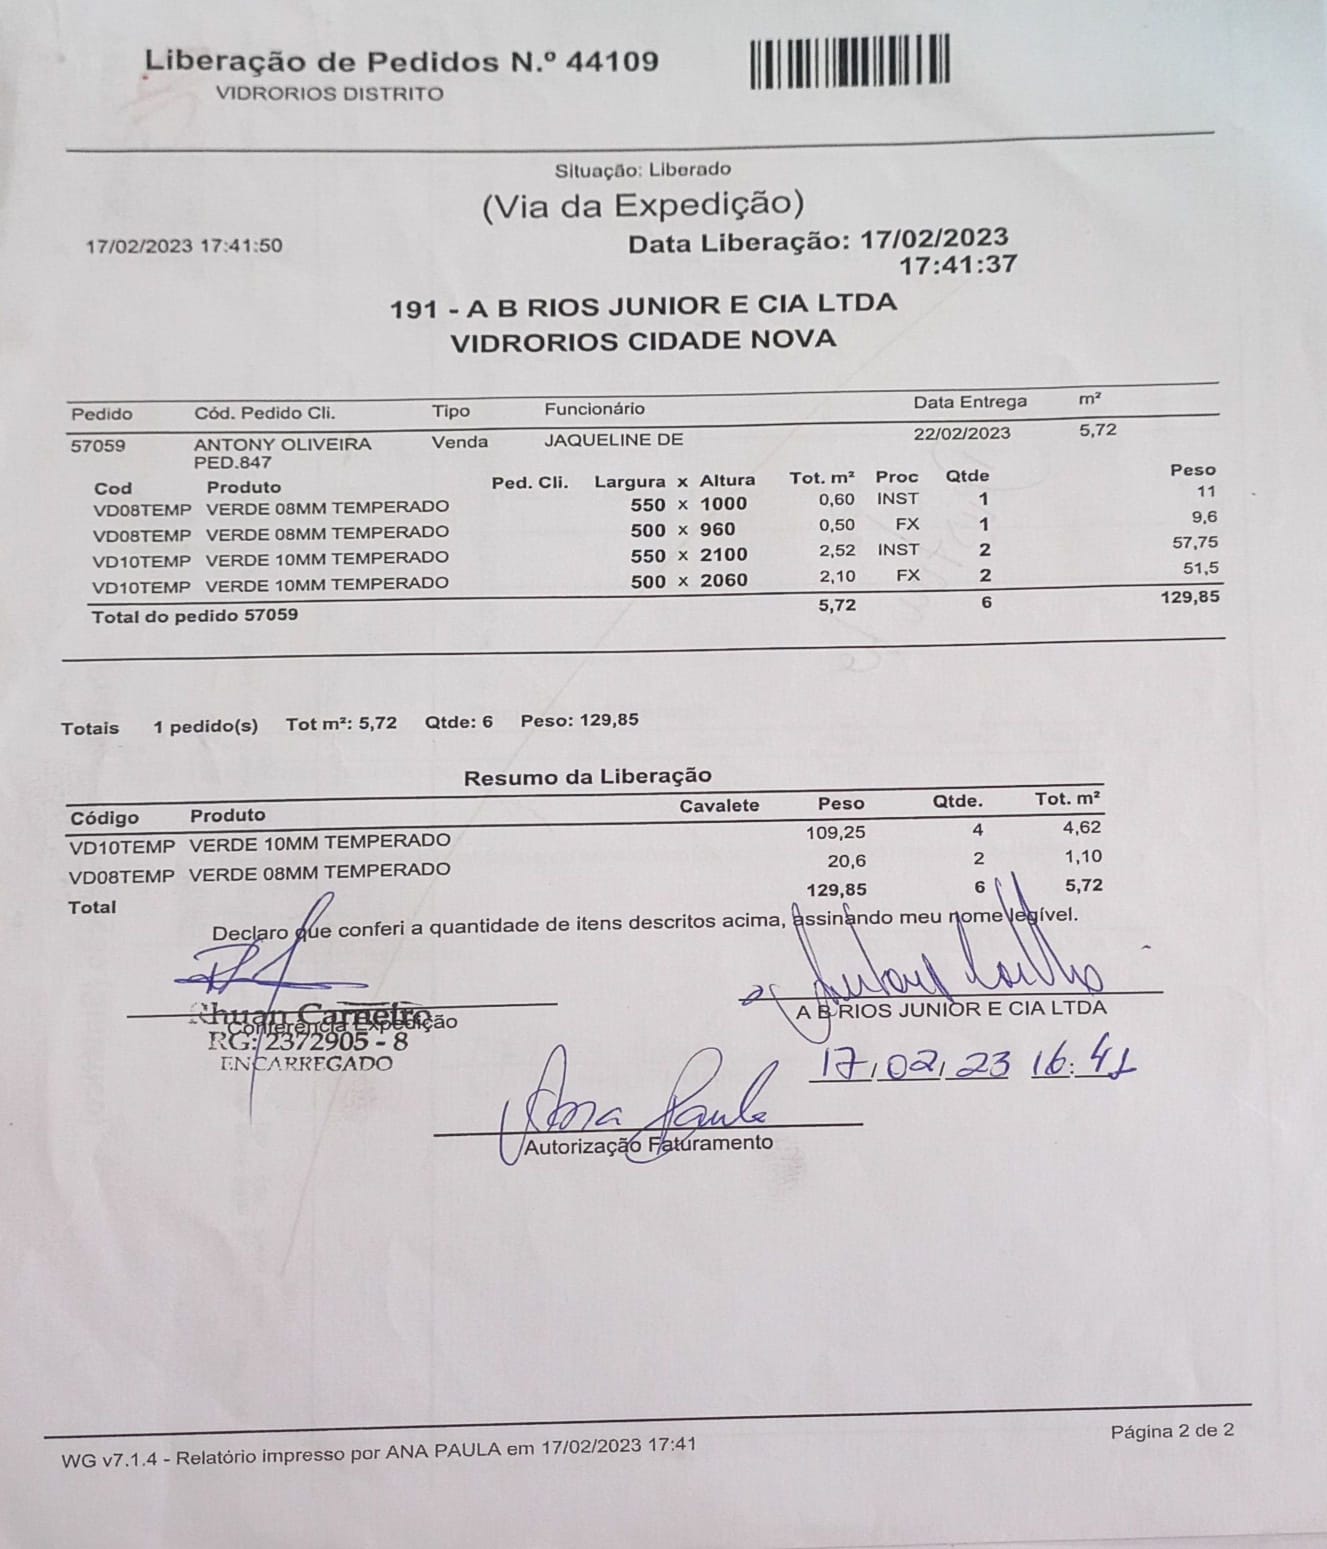 Liberação de Pedidos N.º 44109
VIDRORIOS DISTRITO
Situação: Liberado
(Via da Expedição)
17/02/2023 17:41:50
Data Liberação: 17/02/2023
17:41:37
191 - A B RIOS JUNIOR E CIA LTDA
VIDRORIOS CIDADE NOVA
Pedido Cód. Pedido Cli. Tipo Funcionário Data Entrega m²
57059 ANTONY OLIVEIRA Venda JAQUELINE DE 22/02/2023 5,72
PED.847
Cod Produto Ped. Cli. Largura x Altura Tot. m² Proc Qtde Peso
VD08TEMP VERDE 08MM TEMPERADO 550 x 1000 0,60 INST 1 11
VD08TEMP VERDE 08MM TEMPERADO 500 x 960 0,50 FX 1 9,6
VD10TEMP VERDE 10MM TEMPERADO 550 x 2100 2,52 INST 2 57,75
VD10TEMP VERDE 10MM TEMPERADO 500 x 2060 2,10 FX 2 51,5
Total do pedido 57059 5,72 6 129,85
Totais 1 pedido(s) Tot m²: 5,72 Qtde: 6 Peso: 129,85
Resumo da Liberação
Código Produto Cavalete Peso Qtde. Tot. m²
VD10TEMP VERDE 10MM TEMPERADO 109,25 4 4,62
VD08TEMP VERDE 08MM TEMPERADO 20,6 2 1,10
Total 129,85 6 5,72
Declaro que conferi a quantidade de itens descritos acima, assinando meu nome legível.
Rhuan Carneiro
Conferência Expedição
RG: 2372905 - 8
ENCARREGADO
A B RIOS JUNIOR E CIA LTDA
17/02/23 16:41
Ana Paula
Autorização Faturamento
WG v7.1.4 - Relatório impresso por ANA PAULA em 17/02/2023 17:41
Página 2 de 2